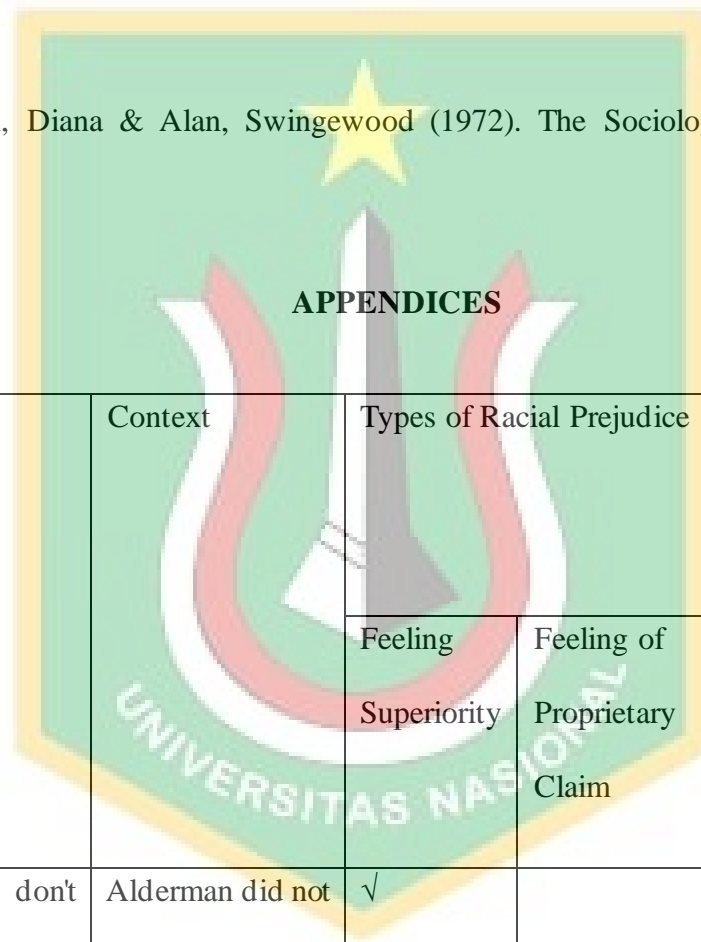 , Diana & Alan, Swingewood (1972). The Sociolo
APPENDICES
Context Types of Racial Prejudice
Feeling Feeling of
Superiority Proprietary
Claim
UNIVERSITAS NASIONAL
don't Alderman did not √